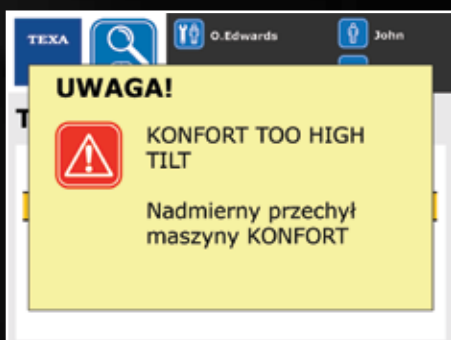 TEXA
O.Edwards
John
UWAGA!
T
KONFORT TOO HIGH
TILT
Nadmierny przechył
maszyny KONFORT